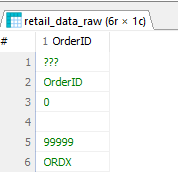 retail_data_raw (6r × 1c)
# 1 OrderID
1 ???
2 OrderID
3 0
4
5 99999
6 ORDX